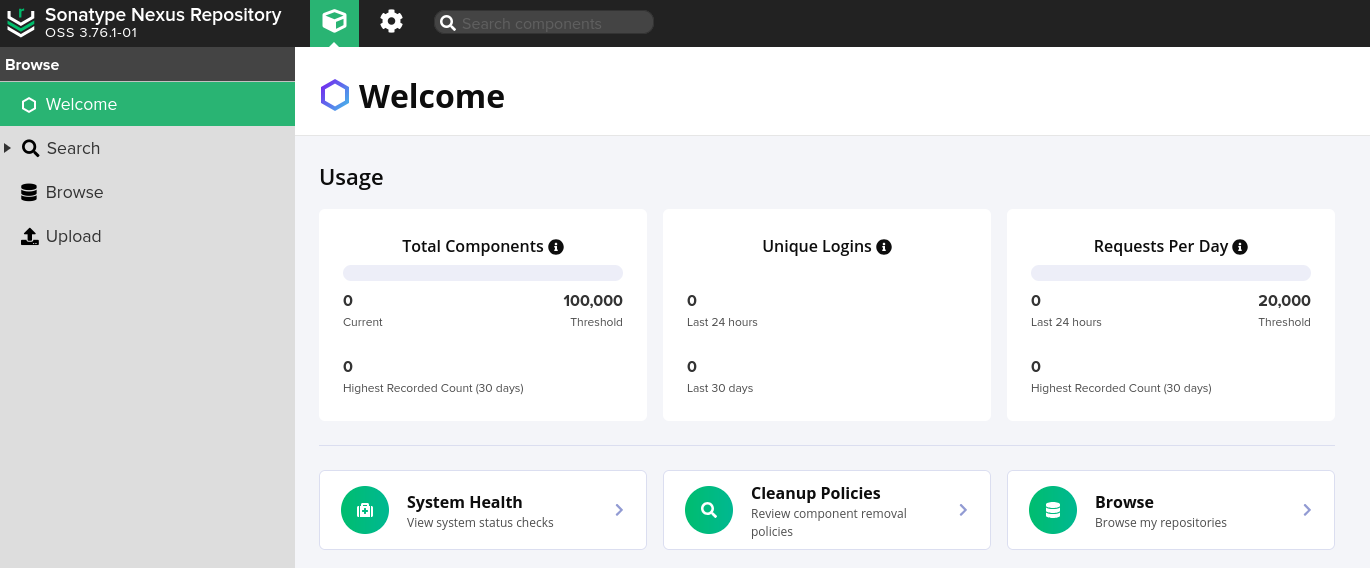 Sonatype Nexus Repository
OSS 3.76.1-01
Search components
Browse
Welcome
Search
Browse
Upload
Welcome
Usage
Total Components
0 100,000
Current Threshold
0
Highest Recorded Count (30 days)
Unique Logins
0
Last 24 hours
0
Last 30 days
Requests Per Day
0 20,000
Last 24 hours Threshold
0
Highest Recorded Count (30 days)
System Health
View system status checks
Cleanup Policies
Review component removal
policies
Browse
Browse my repositories